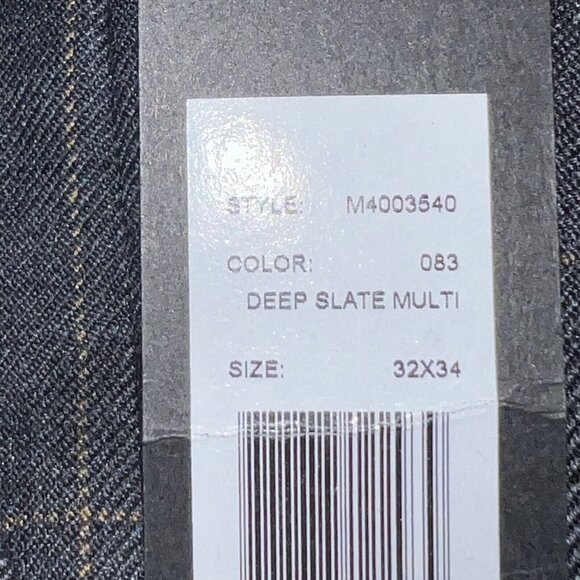 STYLE: M4003540
COLOR: 083
DEEP SLATE MULTI
SIZE: 32X34